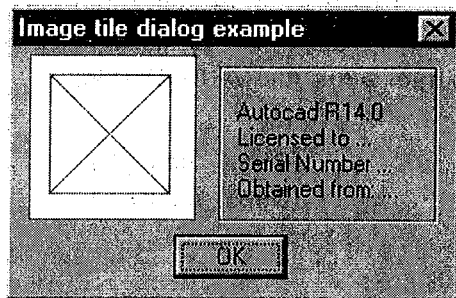 Image tile dialog example
Autocad R14.0
Licensed to ...
Serial Number ...
Obtained from: ...
OK